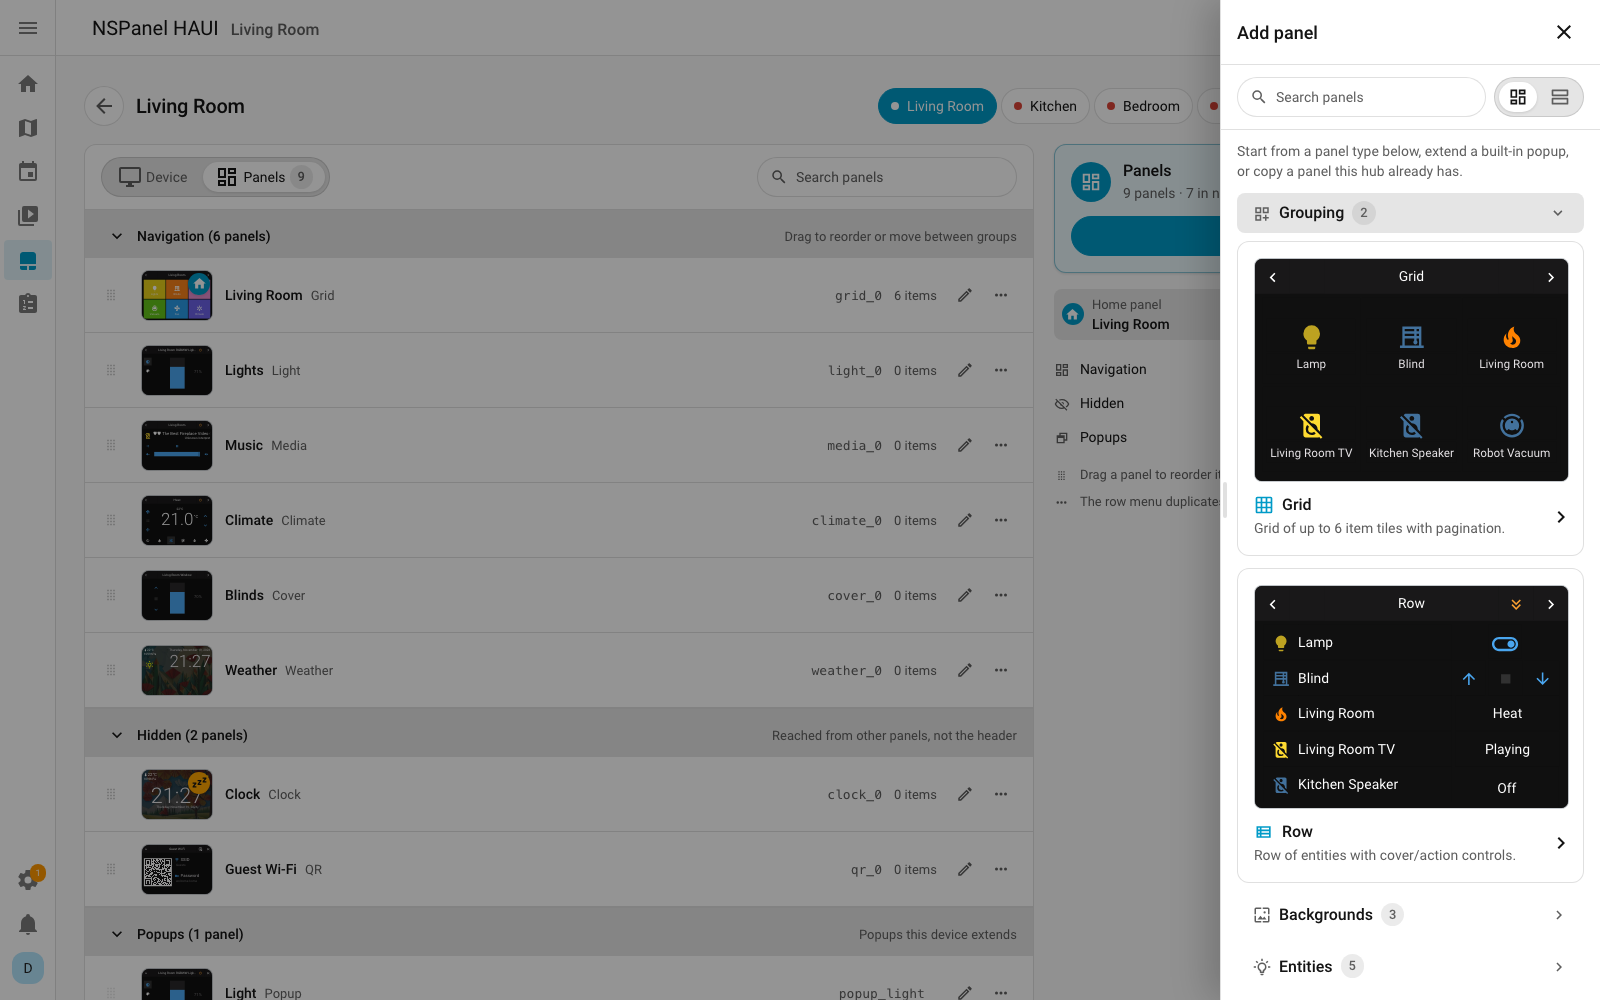 NSPanel HAUI Living Room
Living Room
Living Room
Kitchen
Bedroom
Device
Panels 9
Search panels
Navigation (6 panels)
Drag to reorder or move between groups
Living Room Grid
grid_0 6 items
Lights Light
light_0 0 items
Music Media
media_0 0 items
21.0
Climate Climate
climate_0 0 items
Blinds Cover
cover_0 0 items
21:27
Weather Weather
weather_0 0 items
Hidden (2 panels)
Reached from other panels, not the header
21:27
zzz
Clock Clock
clock_0 0 items
Guest Wi-Fi QR
qr_0 0 items
Popups (1 panel)
Popups this device extends
Light Popup
popup_light 0 items
1
D
Panels
9 panels · 7 in n
Home panel
Living Room
Navigation
Hidden
Popups
Drag a panel to reorder it
The row menu duplicates
Add panel
Search panels
Start from a panel type below, extend a built-in popup,
or copy a panel this hub already has.
Grouping 2
Grid
Lamp
Blind
Living Room
Living Room TV
Kitchen Speaker
Robot Vacuum
Grid
Grid of up to 6 item tiles with pagination.
Row
Lamp
Blind
Living Room
Heat
Living Room TV
Playing
Kitchen Speaker
Off
Row
Row of entities with cover/action controls.
Backgrounds 3
Entities 5